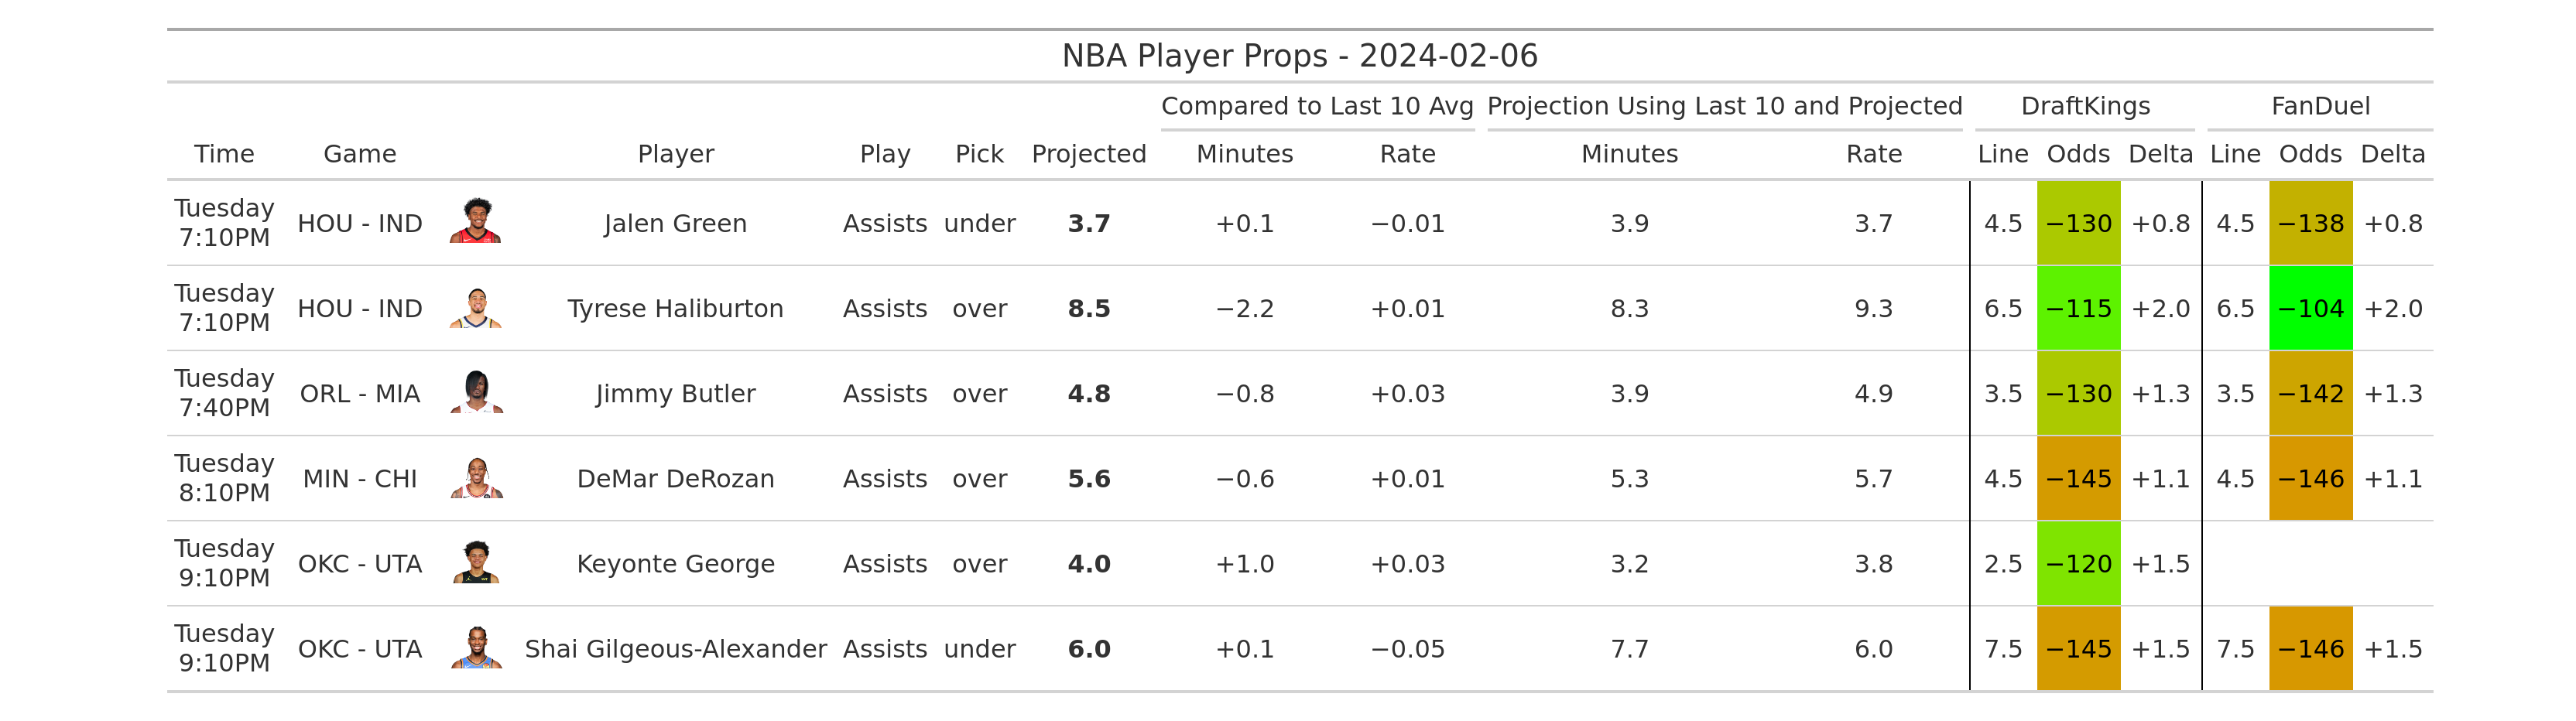 NBA Player Props - 2024-02-06
Compared to Last 10 Avg Projection Using Last 10 and Projected DraftKings FanDuel
Time Game Player Play Pick Projected Minutes Rate Minutes Rate Line Odds Delta Line Odds Delta
Tuesday
7:10PM HOU - IND Jalen Green Assists under 3.7 +0.1 −0.01 3.9 3.7 4.5 −130 +0.8 4.5 −138 +0.8
Tuesday
7:10PM HOU - IND Tyrese Haliburton Assists over 8.5 −2.2 +0.01 8.3 9.3 6.5 −115 +2.0 6.5 −104 +2.0
Tuesday
7:40PM ORL - MIA Jimmy Butler Assists over 4.8 −0.8 +0.03 3.9 4.9 3.5 −130 +1.3 3.5 −142 +1.3
Tuesday
8:10PM MIN - CHI DeMar DeRozan Assists over 5.6 −0.6 +0.01 5.3 5.7 4.5 −145 +1.1 4.5 −146 +1.1
Tuesday
9:10PM OKC - UTA Keyonte George Assists over 4.0 +1.0 +0.03 3.2 3.8 2.5 −120 +1.5
Tuesday
9:10PM OKC - UTA Shai Gilgeous-Alexander Assists under 6.0 +0.1 −0.05 7.7 6.0 7.5 −145 +1.5 7.5 −146 +1.5